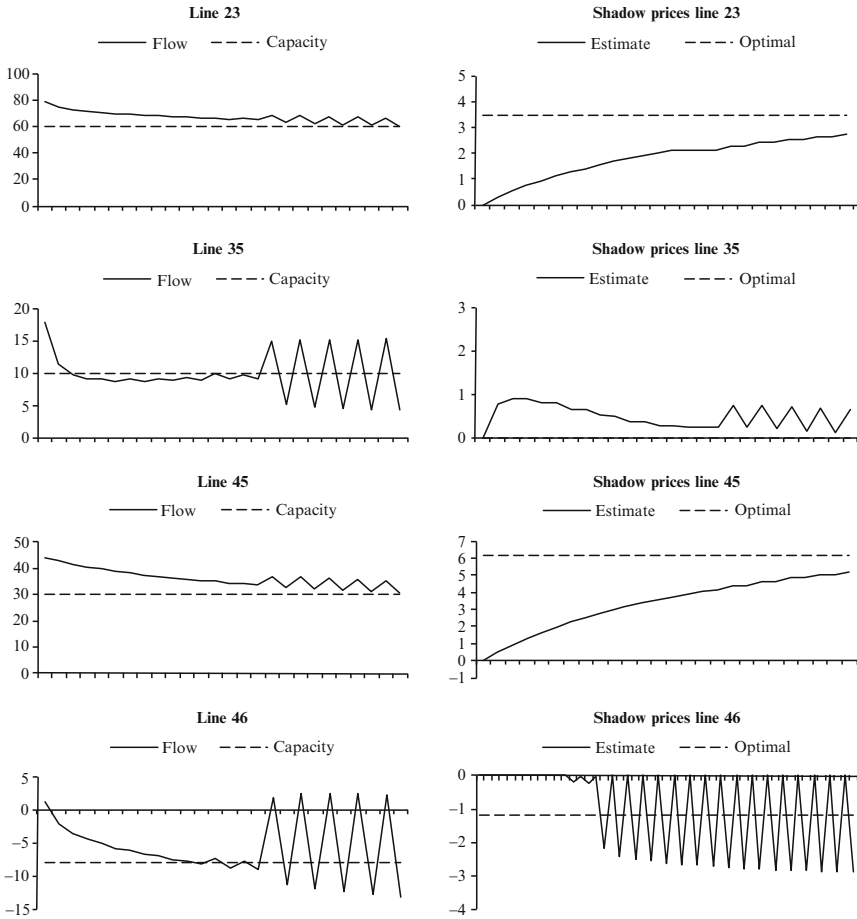 Line 23
Flow Capacity
100
80
60
40
20
0
Shadow prices line 23
Estimate Optimal
5
4
3
2
1
0
Line 35
Flow Capacity
20
15
10
5
0
Shadow prices line 35
Estimate Optimal
3
2
1
0
Line 45
Flow Capacity
50
40
30
20
10
0
Shadow prices line 45
Estimate Optimal
7
6
5
4
3
2
1
0
–1
Line 46
Flow Capacity
5
0
–5
–10
–15
Shadow prices line 46
Estimate Optimal
0
–1
–2
–3
–4